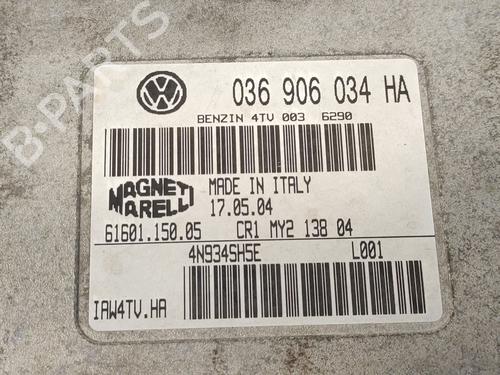 B-PARTS
036 906 034 HA
BENZIN 4TV 003 6290
MAGNETI MARELLI
MADE IN ITALY
17.05.04
61601.150.05 CR1 MY2 138 04
4N934SH5E L001
IAW4TV.HA